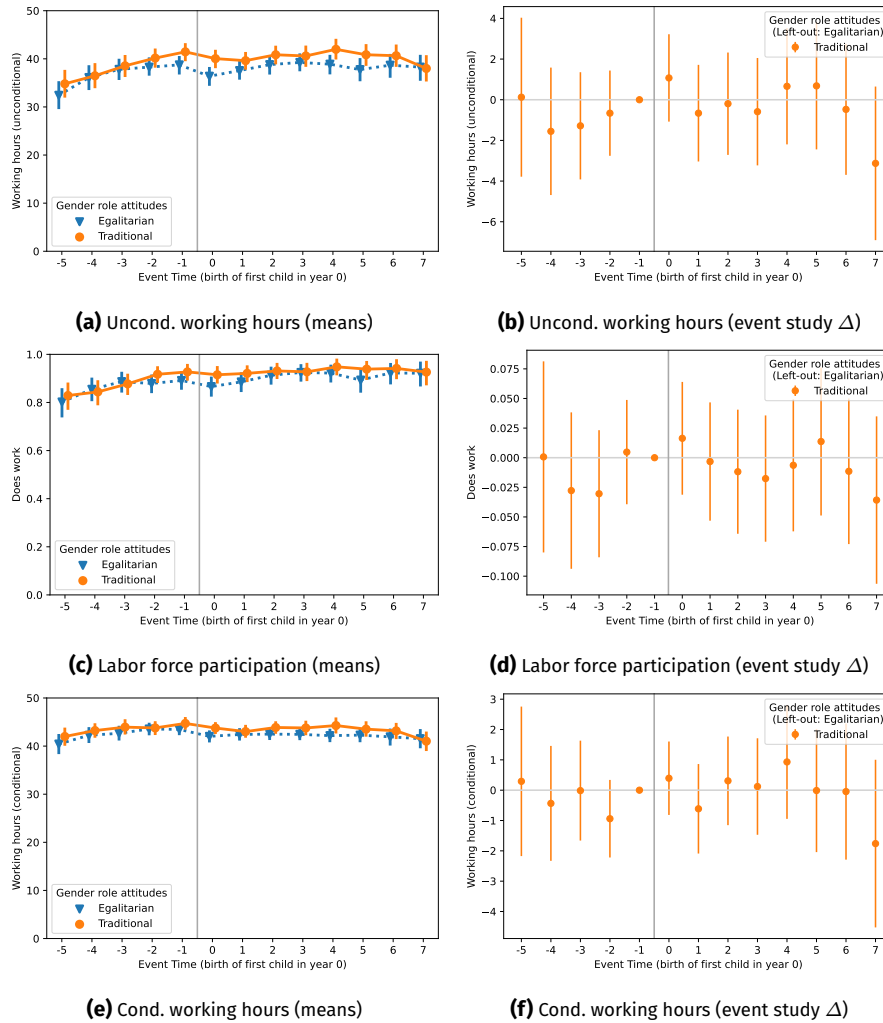 50
40
30
20
10
0
Working hours (unconditional)
Gender role attitudes
Egalitarian
Traditional
-5 -4 -3 -2 -1 0 1 2 3 4 5 6 7
Event Time (birth of first child in year 0)
(a) Uncond. working hours (means)
4
2
0
−2
−4
−6
Working hours (unconditional)
Gender role attitudes
(Left-out: Egalitarian)
Traditional
-5 -4 -3 -2 -1 0 1 2 3 4 5 6 7
Event Time (birth of first child in year 0)
(b) Uncond. working hours (event study Δ)
1.0
0.8
0.6
0.4
0.2
0.0
Does work
Gender role attitudes
Egalitarian
Traditional
-5 -4 -3 -2 -1 0 1 2 3 4 5 6 7
Event Time (birth of first child in year 0)
(c) Labor force participation (means)
0.075
0.050
0.025
0.000
−0.025
−0.050
−0.075
−0.100
Does work
Gender role attitudes
(Left-out: Egalitarian)
Traditional
-5 -4 -3 -2 -1 0 1 2 3 4 5 6 7
Event Time (birth of first child in year 0)
(d) Labor force participation (event study Δ)
50
40
30
20
10
0
Working hours (conditional)
Gender role attitudes
Egalitarian
Traditional
-5 -4 -3 -2 -1 0 1 2 3 4 5 6 7
Event Time (birth of first child in year 0)
(e) Cond. working hours (means)
3
2
1
0
−1
−2
−3
−4
Working hours (conditional)
Gender role attitudes
(Left-out: Egalitarian)
Traditional
-5 -4 -3 -2 -1 0 1 2 3 4 5 6 7
Event Time (birth of first child in year 0)
(f) Cond. working hours (event study Δ)